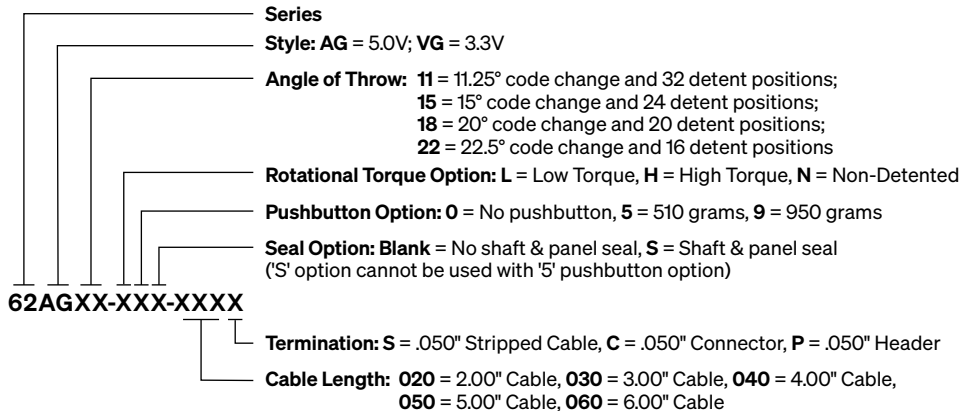 Series
Style: AG = 5.0V; VG = 3.3V
Angle of Throw: 11 = 11.25° code change and 32 detent positions;
15 = 15° code change and 24 detent positions;
18 = 20° code change and 20 detent positions;
22 = 22.5° code change and 16 detent positions
Rotational Torque Option: L = Low Torque, H = High Torque, N = Non-Detented
Pushbutton Option: 0 = No pushbutton, 5 = 510 grams, 9 = 950 grams
Seal Option: Blank = No shaft & panel seal, S = Shaft & panel seal
('S' option cannot be used with '5' pushbutton option)
62AGXX-XXX-XXXX
Termination: S = .050" Stripped Cable, C = .050" Connector, P = .050" Header
Cable Length: 020 = 2.00" Cable, 030 = 3.00" Cable, 040 = 4.00" Cable,
050 = 5.00" Cable, 060 = 6.00" Cable